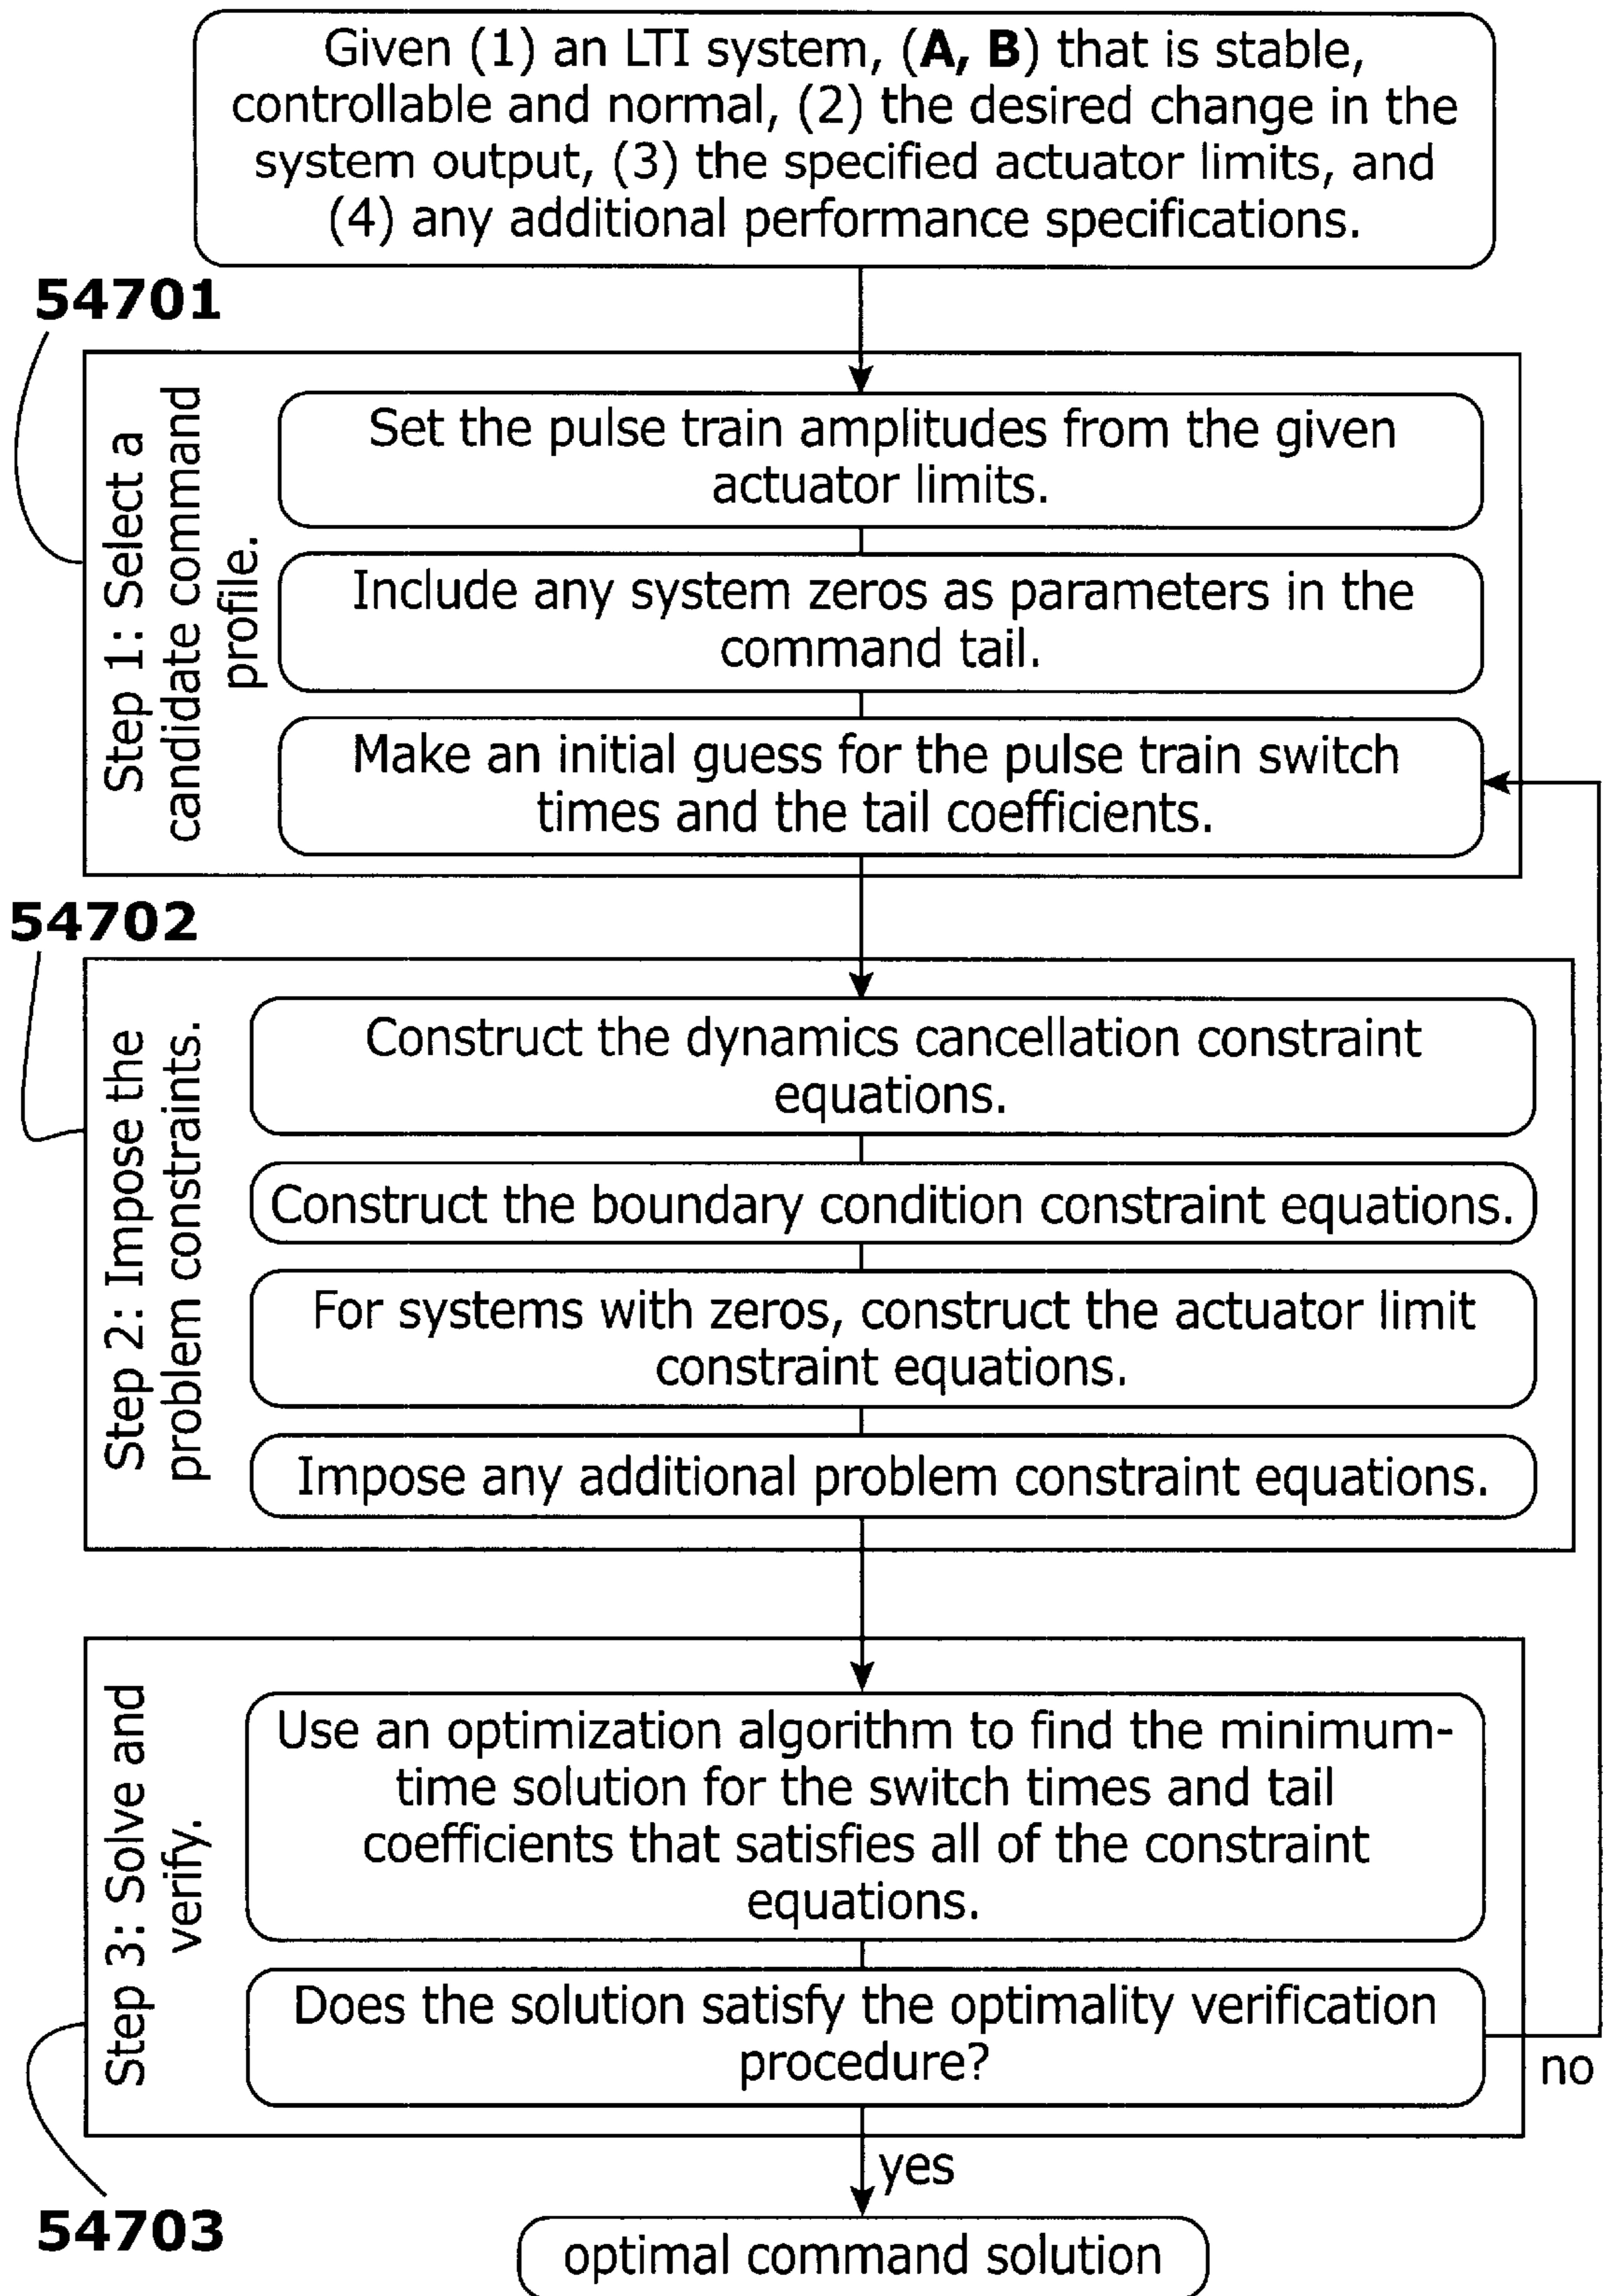 Given (1) an LTI system, (A, B) that is stable,
controllable and normal, (2) the desired change in the
system output, (3) the specified actuator limits, and
(4) any additional performance specifications.
54701
Step 1: Select a
candidate command
profile.
Set the pulse train amplitudes from the given
actuator limits.
Include any system zeros as parameters in the
command tail.
Make an initial guess for the pulse train switch
times and the tail coefficients.
54702
Step 2: Impose the
problem constraints.
Construct the dynamics cancellation constraint
equations.
Construct the boundary condition constraint equations.
For systems with zeros, construct the actuator limit
constraint equations.
Impose any additional problem constraint equations.
Step 3: Solve and
verify.
Use an optimization algorithm to find the minimum-
time solution for the switch times and tail
coefficients that satisfies all of the constraint
equations.
Does the solution satisfy the optimality verification
procedure?
no
yes
54703
optimal command solution